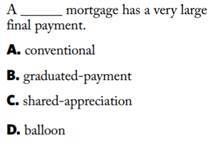 A ______ mortgage has a very large
final payment.
A. conventional
B. graduated-payment
C. shared-appreciation
D. balloon